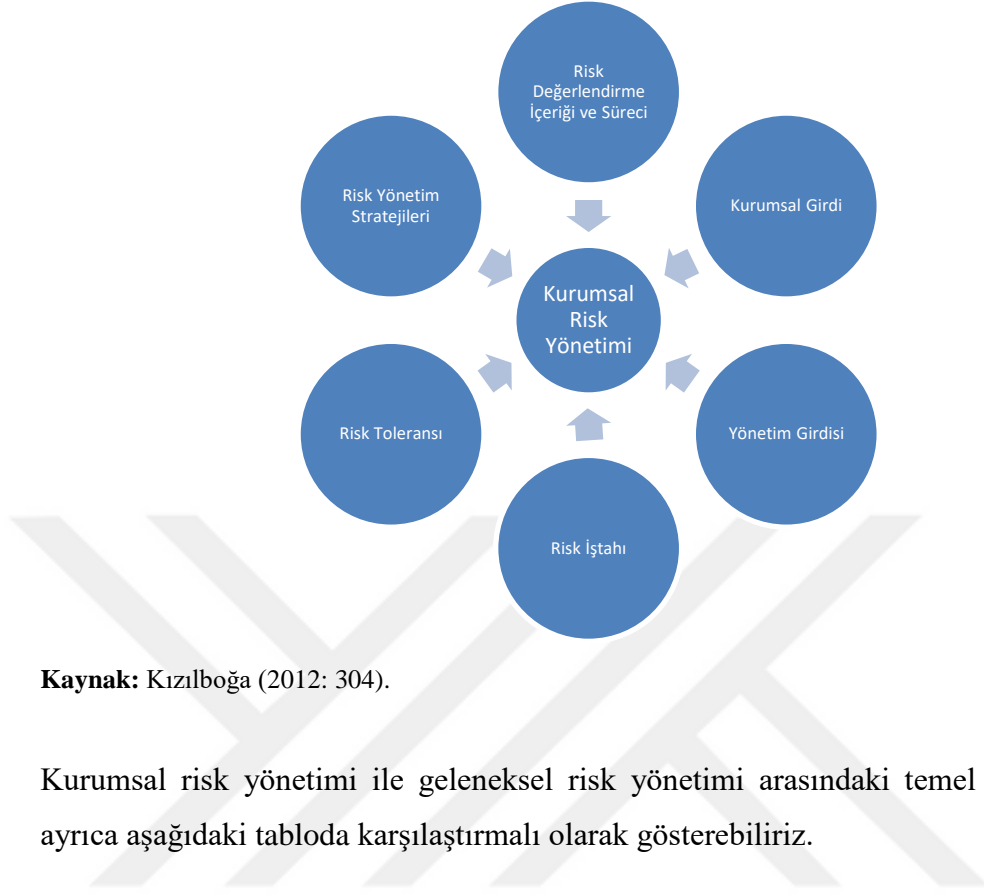 Risk
Değerlendirme
İçeriği ve Süreci
Risk Yönetim
Stratejileri
Kurumsal Girdi
Kurumsal
Risk
Yönetimi
Risk Toleransı
Yönetim Girdisi
Risk İştahı
Kaynak: Kızılboğa (2012: 304).
Kurumsal risk yönetimi ile geleneksel risk yönetimi arasındaki temel
ayrıca aşağıdaki tabloda karşılaştırmalı olarak gösterebiliriz.